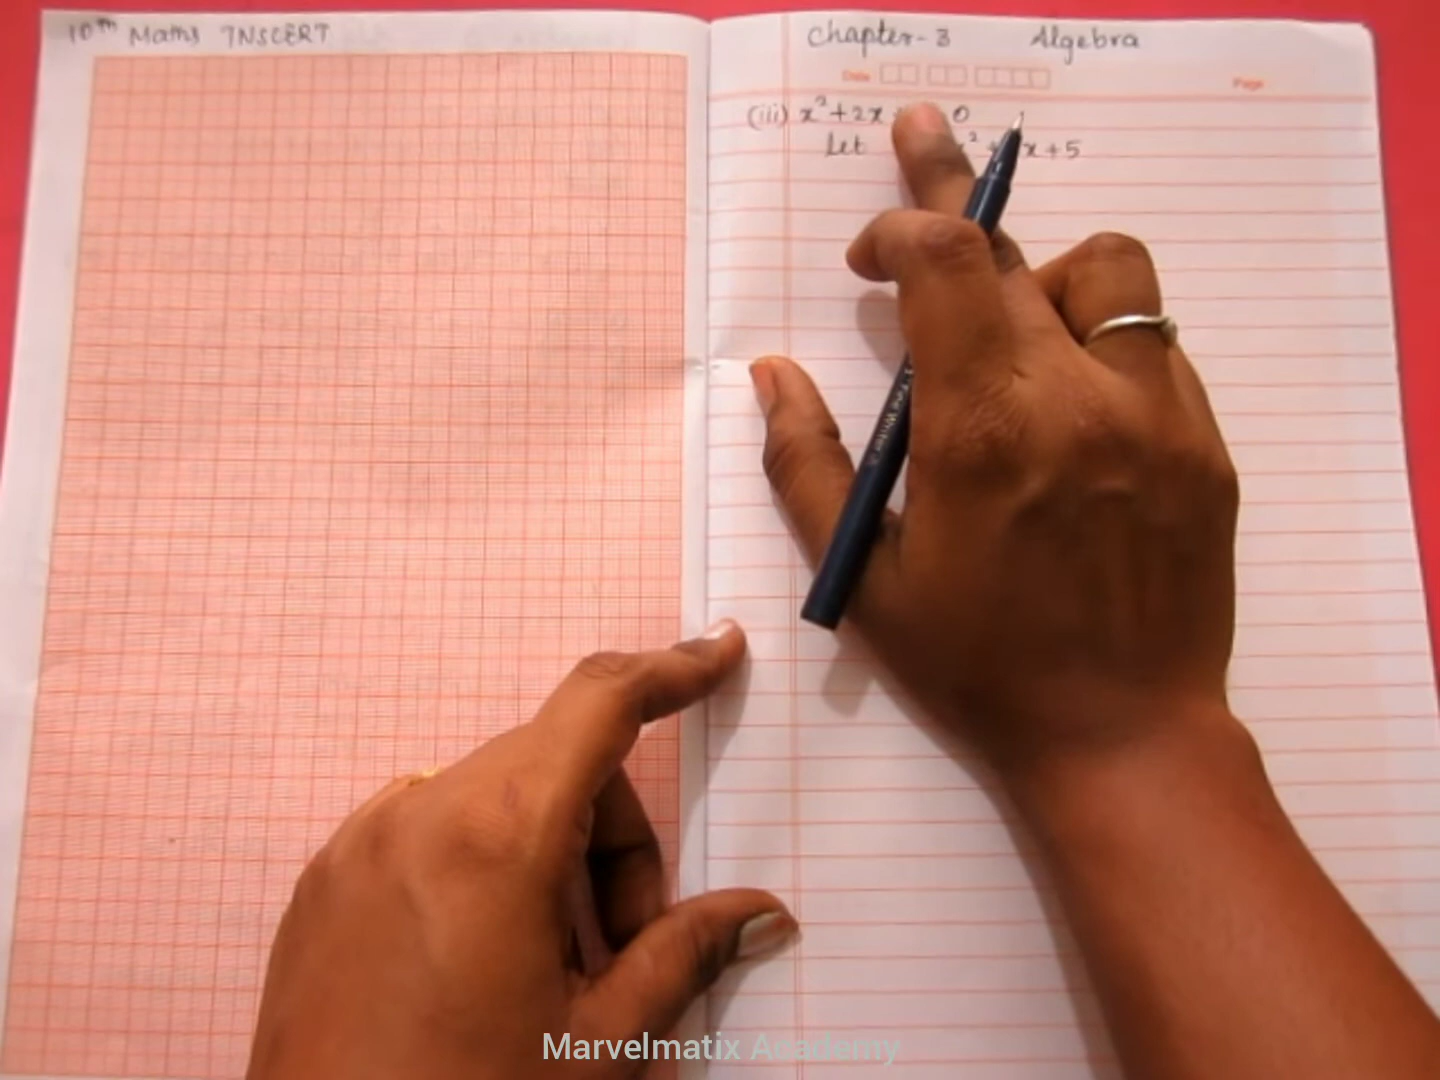 10th Maths TNSCERT
Chapter-3 Algebra
Date
Page
(iii) x²+2x 0
Let x+5
Marvelmatix Academy